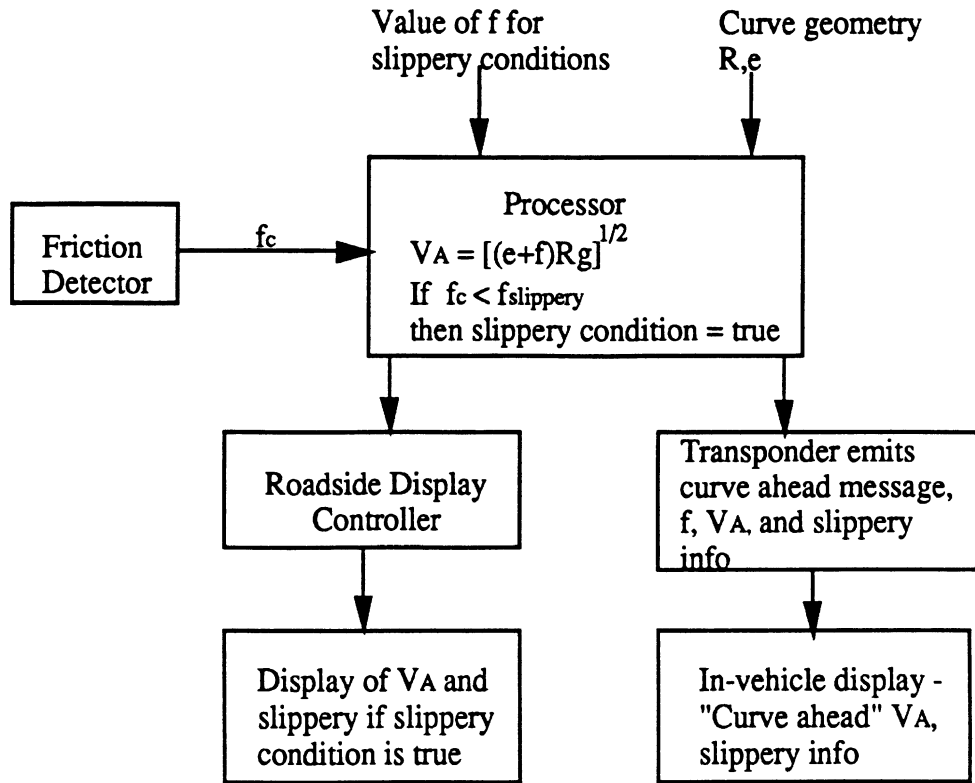 Value of f for
slippery conditions
Curve geometry
R,e
Friction
Detector
fc
Processor
VA = [(e+f)Rg]^1/2
If fc < fslippery
then slippery condition = true
Roadside Display
Controller
Transponder emits
curve ahead message,
f, VA, and slippery
info
Display of VA and
slippery if slippery
condition is true
In-vehicle display -
"Curve ahead" VA,
slippery info